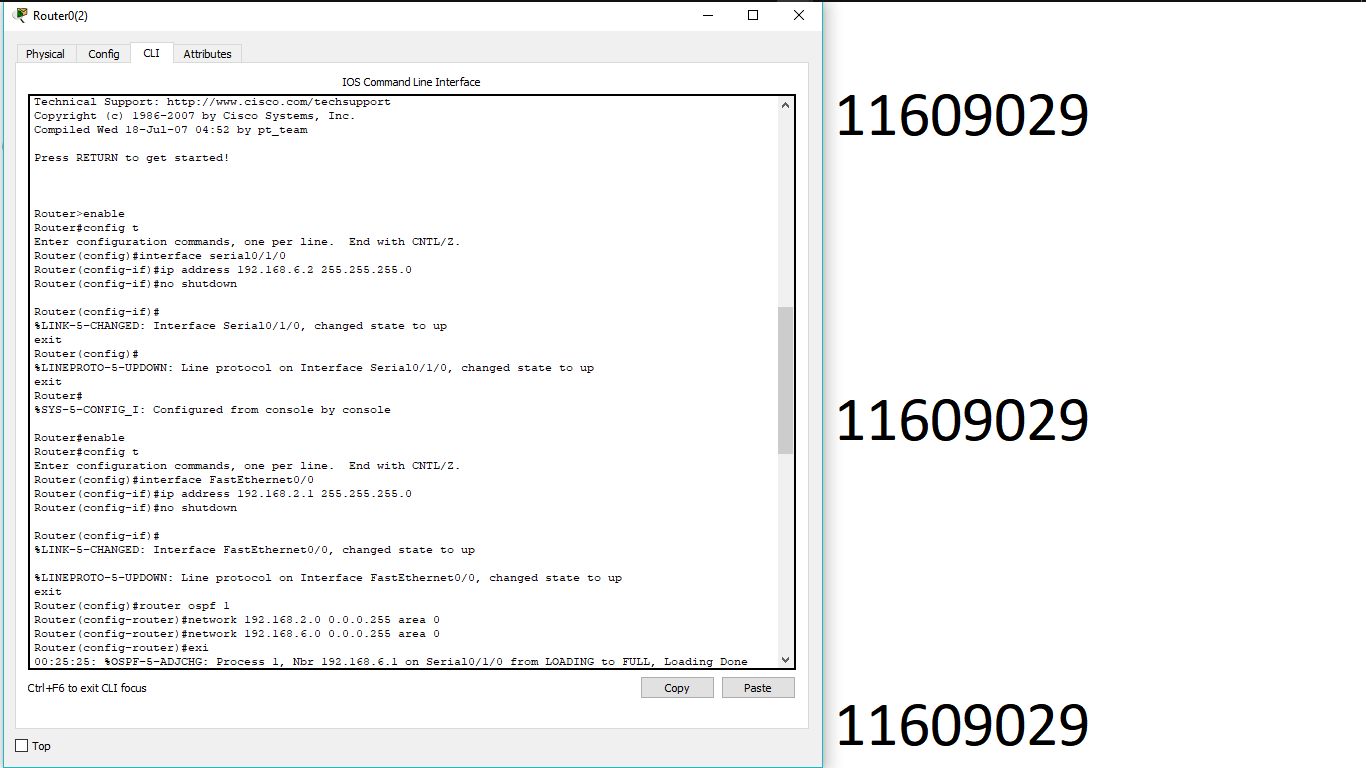 Router0(2)
Physical Config CLI Attributes
IOS Command Line Interface
Technical Support: http://www.cisco.com/techsupport
Copyright (c) 1986-2007 by Cisco Systems, Inc.
Compiled Wed 18-Jul-07 04:52 by pt_team
Press RETURN to get started!
Router>enable
Router#config t
Enter configuration commands, one per line.  End with CNTL/Z.
Router(config)#interface serial0/1/0
Router(config-if)#ip address 192.168.6.2 255.255.255.0
Router(config-if)#no shutdown
Router(config-if)#
%LINK-5-CHANGED: Interface Serial0/1/0, changed state to up
exit
Router(config)#
%LINEPROTO-5-UPDOWN: Line protocol on Interface Serial0/1/0, changed state to up
exit
Router#
%SYS-5-CONFIG_I: Configured from console by console
Router#enable
Router#config t
Enter configuration commands, one per line.  End with CNTL/Z.
Router(config)#interface FastEthernet0/0
Router(config-if)#ip address 192.168.2.1 255.255.255.0
Router(config-if)#no shutdown
Router(config-if)#
%LINK-5-CHANGED: Interface FastEthernet0/0, changed state to up
%LINEPROTO-5-UPDOWN: Line protocol on Interface FastEthernet0/0, changed state to up
exit
Router(config)#router ospf 1
Router(config-router)#network 192.168.2.0 0.0.0.255 area 0
Router(config-router)#network 192.168.6.0 0.0.0.255 area 0
Router(config-router)#exi
00:25:25: %OSPF-5-ADJCHG: Process 1, Nbr 192.168.6.1 on Serial0/1/0 from LOADING to FULL, Loading Done
Ctrl+F6 to exit CLI focus
Copy Paste
Top
11609029
11609029
11609029